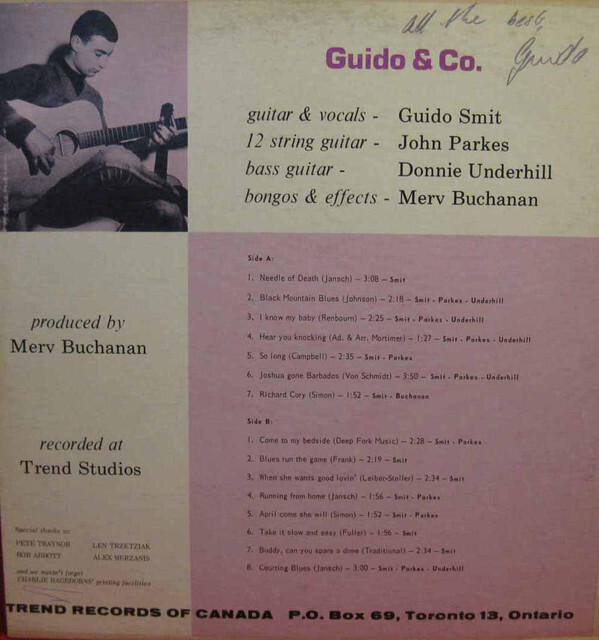 all the best,
Guido
Guido & Co.
guitar & vocals - Guido Smit
12 string guitar - John Parkes
bass guitar - Donnie Underhill
bongos & effects - Merv Buchanan
Side A:
1. Needle of Death (Jansch) — 3:08 — Smit
2. Black Mountain Blues (Johnson) — 2:18 — Smit - Parkes - Underhill
3. I know my baby (Renbourn) — 2:25 — Smit - Parkes - Underhill
4. Hear you knocking (Ad. & Arr. Mortimer) — 1:27 — Smit - Parkes - Underhill
5. So long (Campbell) — 2:35 — Smit - Parkes
6. Joshua gone Barbados (Von Schmidt) — 3:50 — Smit - Parkes - Underhill
7. Richard Cory (Simon) — 1:52 — Smit - Buchanan
Side B:
1. Come to my bedside (Deep Fork Music) — 2:28 — Smit - Parkes
2. Blues run the game (Frank) — 2:19 — Smit
3. When she wants good lovin' (Leiber-Stoller) — 2:34 — Smit
4. Running from home (Jansch) — 1:56 — Smit - Parkes
5. April come she will (Simon) — 1:52 — Smit - Parkes
6. Take it slow and easy (Fuller) — 1:56 — Smit
7. Buddy, can you spare a dime (Traditional) — 2:34 — Smit
8. Courting Blues (Jansch) — 3:00 — Smit - Parkes - Underhill
produced by
Merv Buchanan
recorded at
Trend Studios
Special thanks to:
PETE TRAYNOR LEN TRZETZIAK
BOB ABBOTT ALEX MERZANIS
and we mustn't forget
CHARLIE HAGEDORNS' printing facilities
TREND RECORDS OF CANADA P.O. Box 69, Toronto 13, Ontario